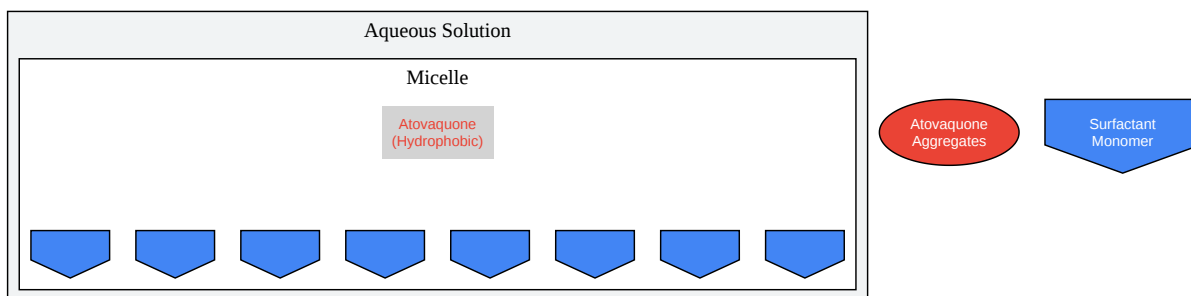 Aqueous Solution
Micelle
Atovaquone
(Hydrophobic)
Atovaquone
Aggregates
Surfactant
Monomer